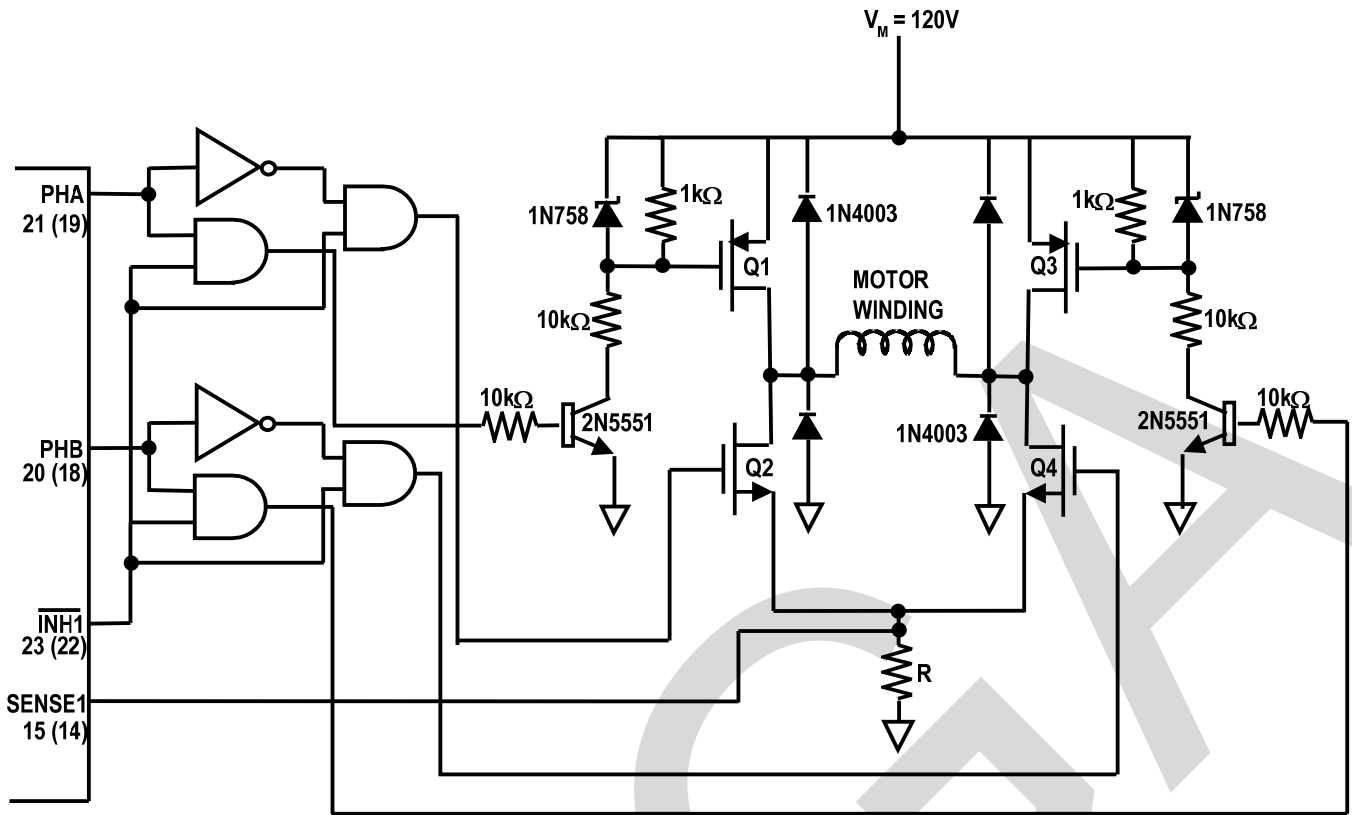 V_M = 120V
PHA
21 (19)
1N758
1kΩ
Q1
1N4003
MOTOR
WINDING
Q3
1kΩ
1N758
10kΩ
10kΩ
10kΩ
2N5551
PHB
20 (18)
Q2
1N4003
Q4
2N5551
10kΩ
INH1
23 (22)
R
SENSE1
15 (14)